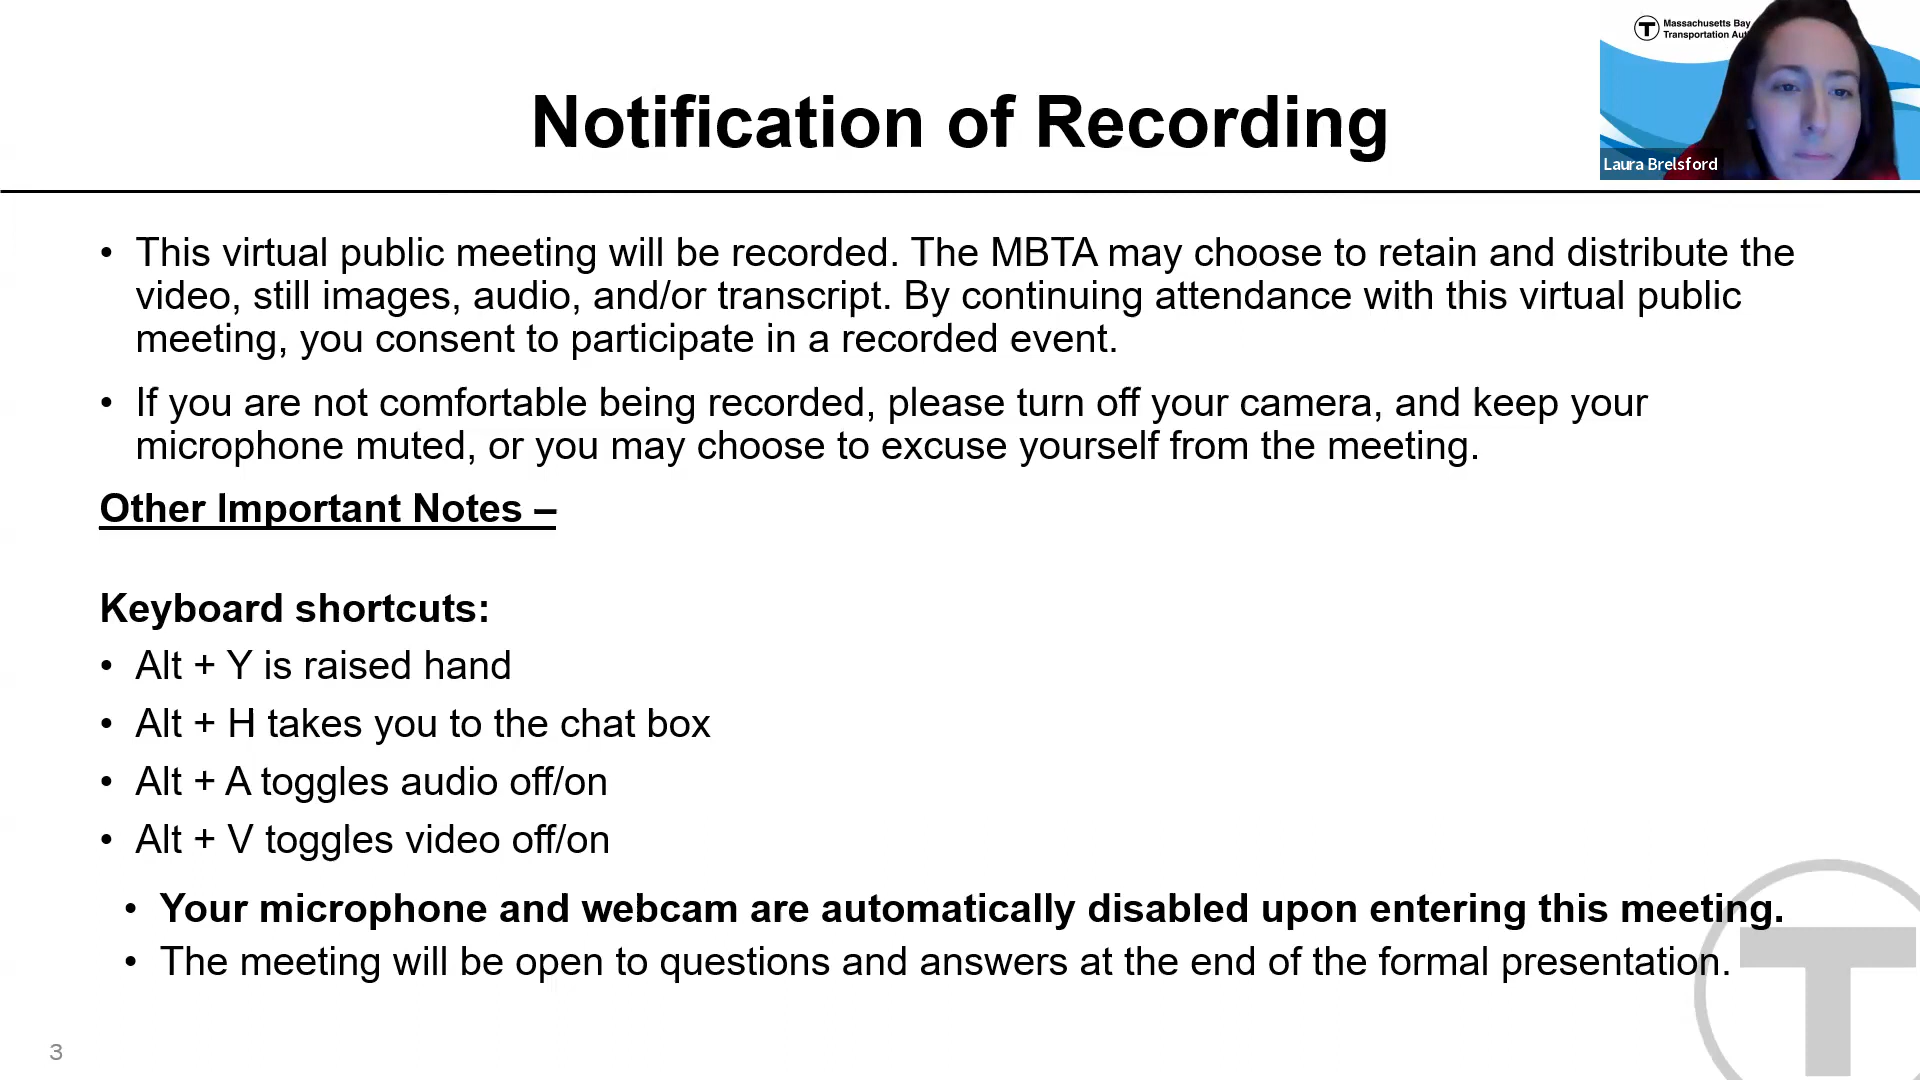 Massachusetts Bay
Transportation Aut
Notification of Recording
Laura Brelsford
• This virtual public meeting will be recorded. The MBTA may choose to retain and distribute the
video, still images, audio, and/or transcript. By continuing attendance with this virtual public
meeting, you consent to participate in a recorded event.
• If you are not comfortable being recorded, please turn off your camera, and keep your
microphone muted, or you may choose to excuse yourself from the meeting.
Other Important Notes –
Keyboard shortcuts:
• Alt + Y is raised hand
• Alt + H takes you to the chat box
• Alt + A toggles audio off/on
• Alt + V toggles video off/on
• Your microphone and webcam are automatically disabled upon entering this meeting.
• The meeting will be open to questions and answers at the end of the formal presentation.
T
3